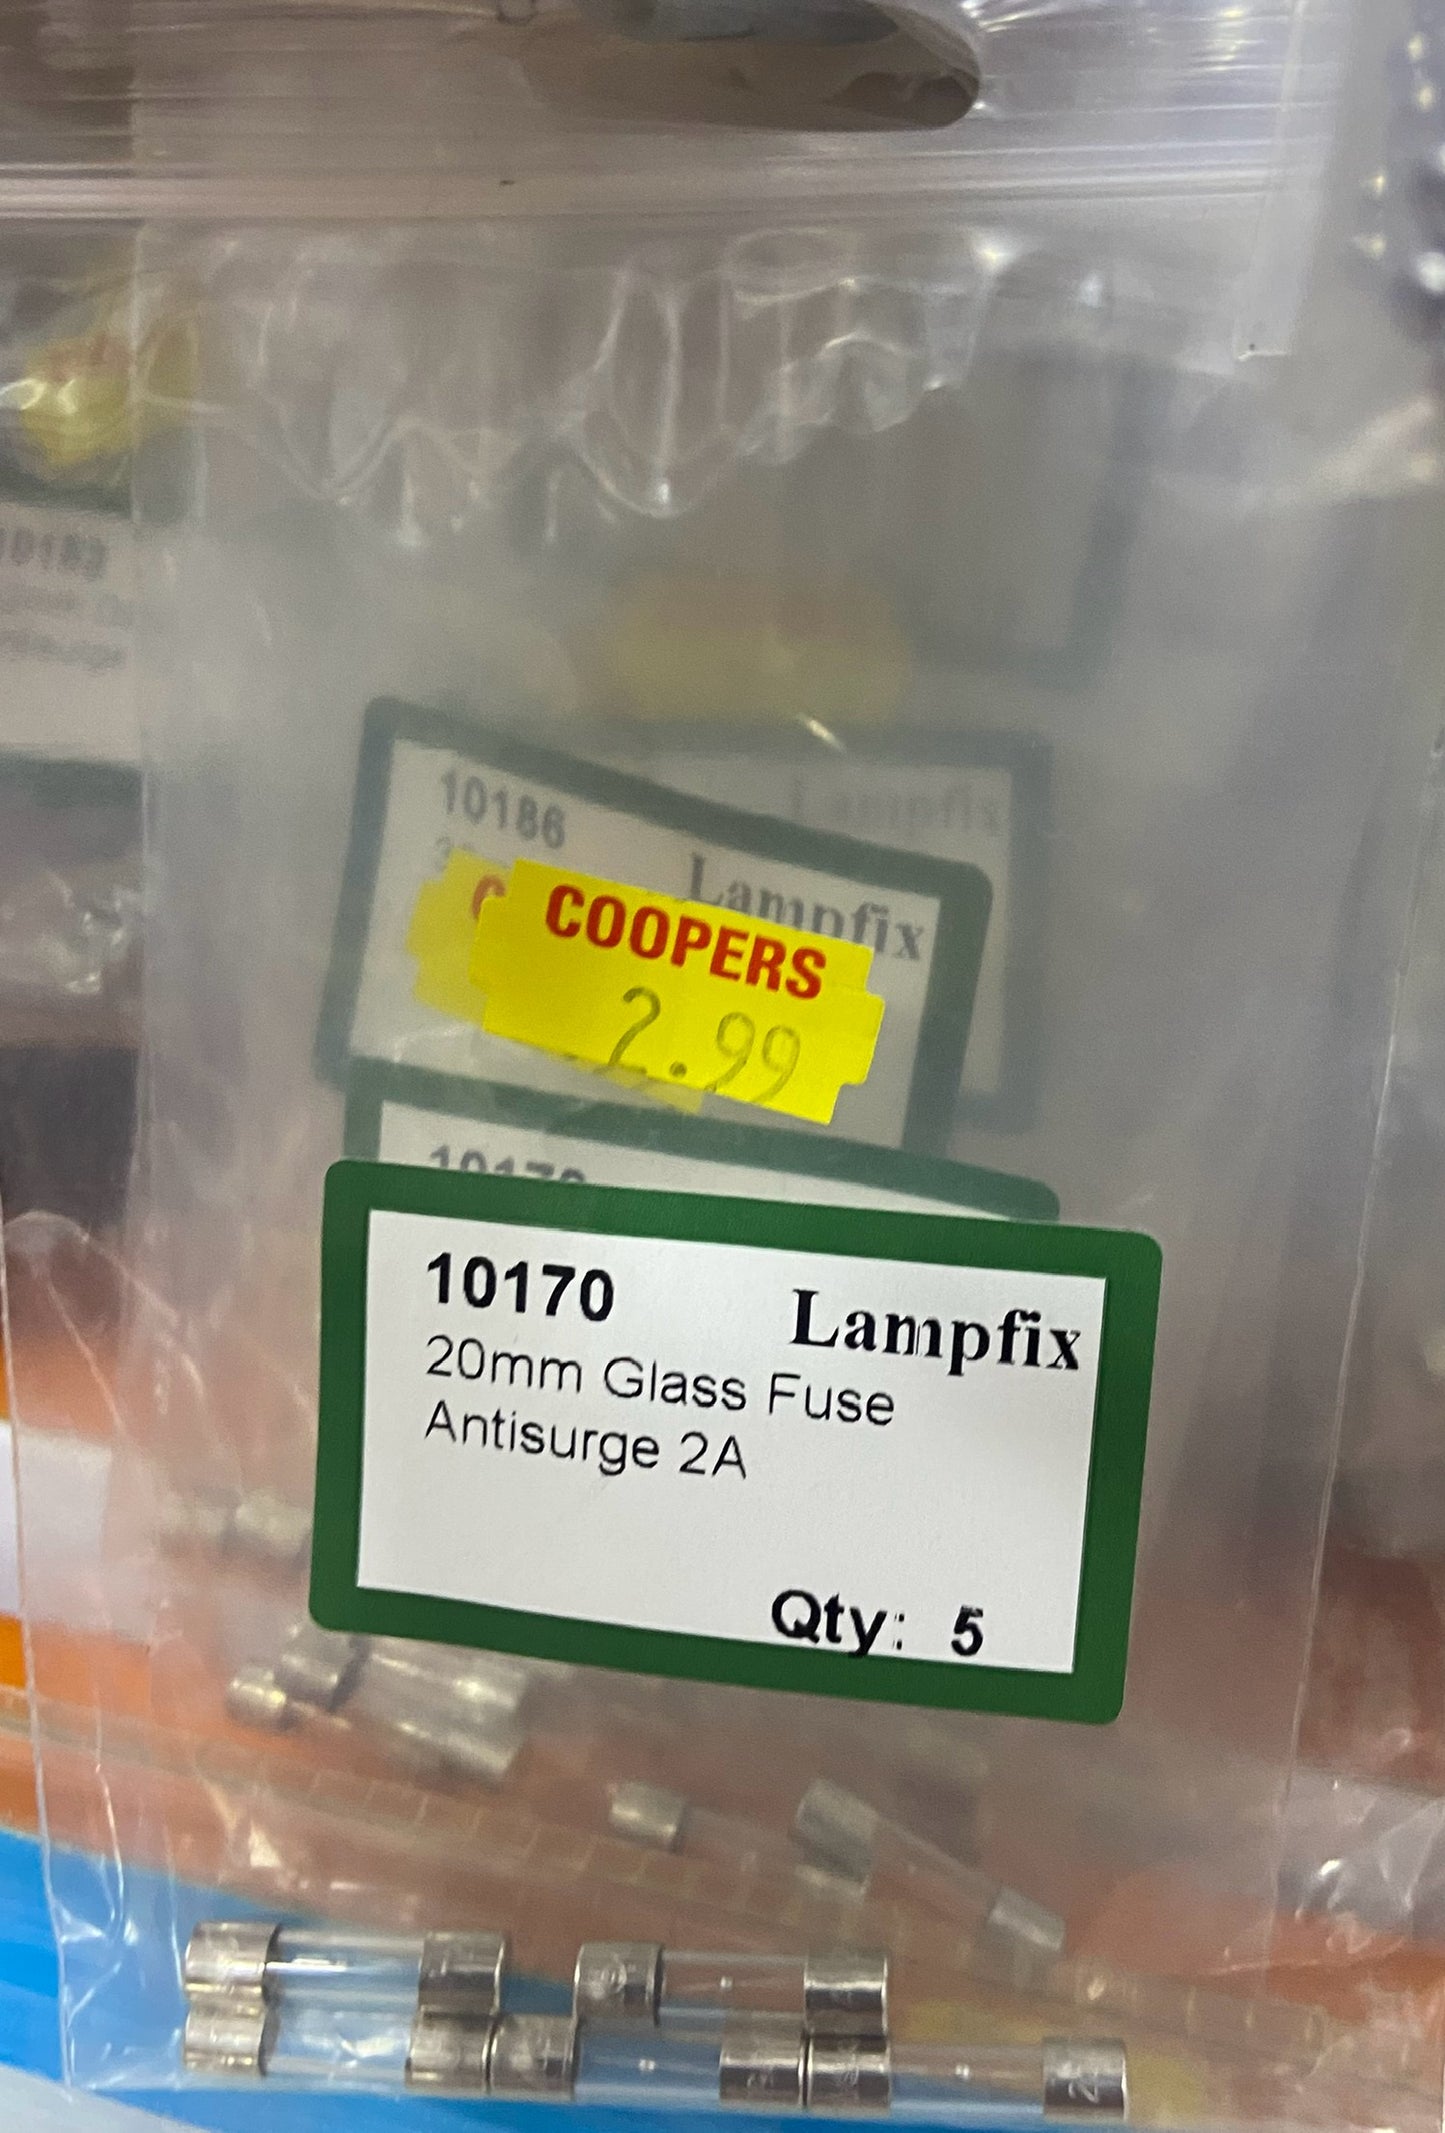 10186
Lampfix
COOPERS
2.99
10170 Lampfix
20mm Glass Fuse
Antisurge 2A
Qty: 5